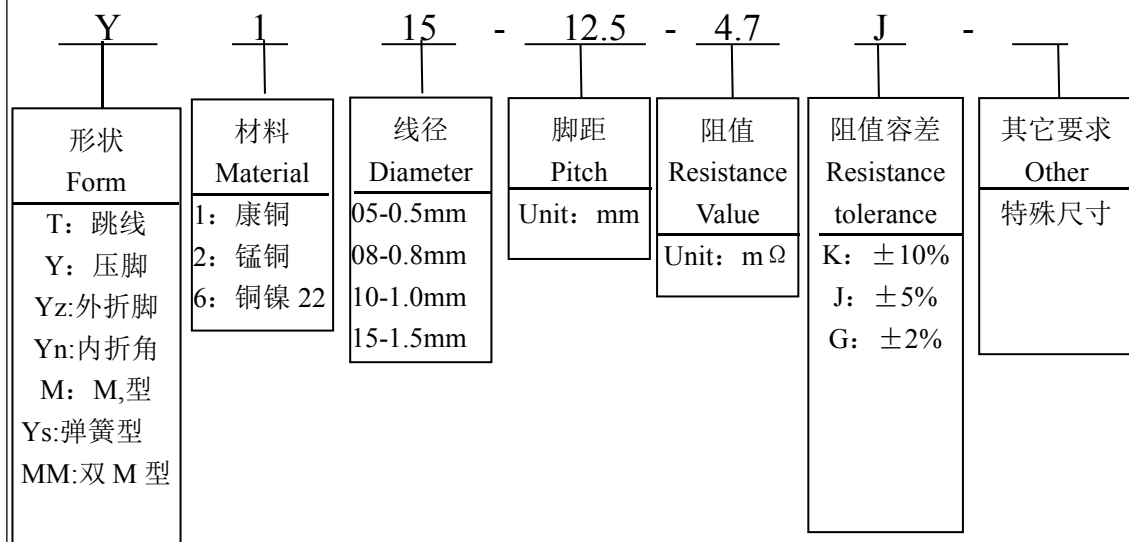 Y 1 15 - 12.5 - 4.7 J -
形状
Form
T：跳线
Y：压脚
Yz:外折脚
Yn:内折角
M：M,型
Ys:弹簧型
MM:双 M 型
材料
Material
1：康铜
2：锰铜
6：铜镍 22
线径
Diameter
05-0.5mm
08-0.8mm
10-1.0mm
15-1.5mm
脚距
Pitch
Unit：mm
阻值
Resistance
Value
Unit：mΩ
阻值容差
Resistance
tolerance
K：±10%
J：±5%
G：±2%
其它要求
Other
特殊尺寸